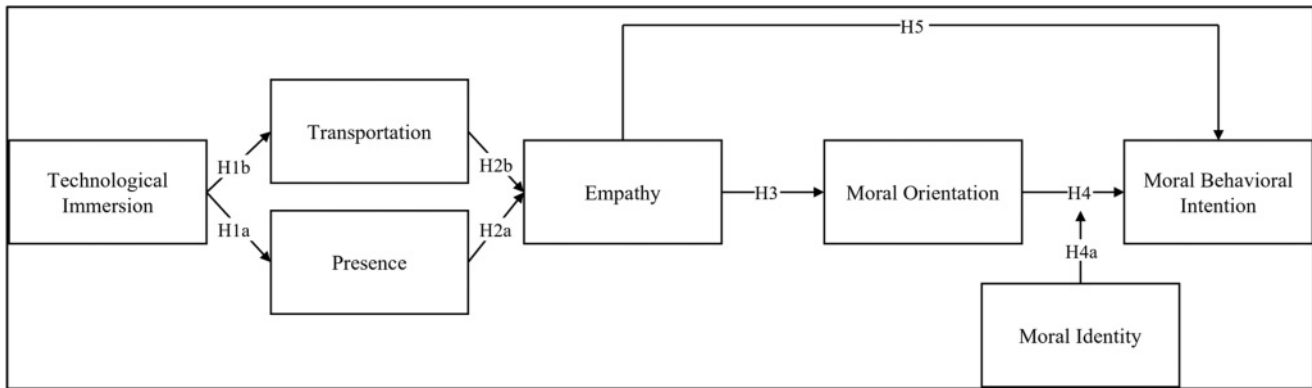 H5
Transportation
H1b
H2b
Technological
Immersion
Empathy
H3
Moral Orientation
H4
Moral Behavioral
Intention
H1a
H2a
Presence
H4a
Moral Identity